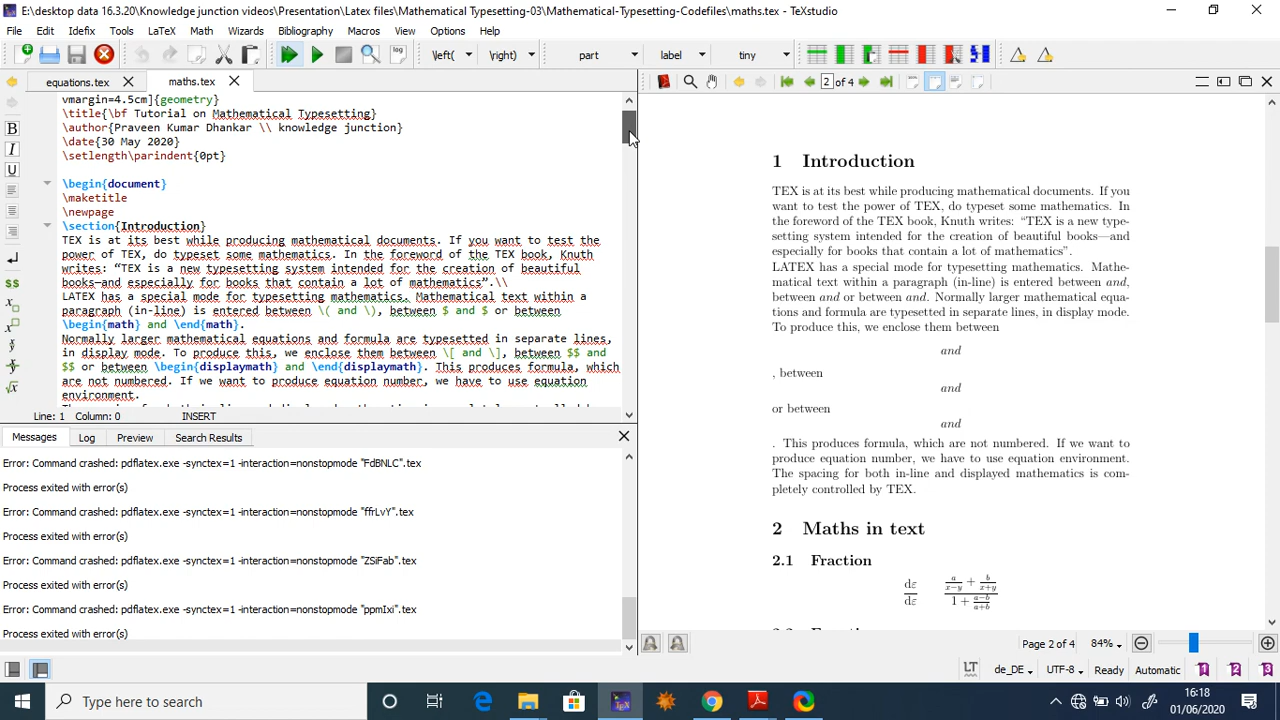 E:\desktop data 16.3.20\Knowledge junction videos\Presentation\Latex files\Mathematical Typesetting-03\Mathematical-Typesetting-Codefiles\maths.tex - TeXstudio
File Edit Idefix Tools LaTeX Math Wizards Bibliography Macros View Options Help
log \left( \right) part label tiny
equations.tex maths.tex 2 of 4
vmargin=4.5cm]{geometry}
\title{\bf Tutorial on Mathematical Typesetting}
\author{Praveen Kumar Dhankar \\ knowledge junction}
\date{30 May 2020}
\setlength\parindent{0pt}
\begin{document}
\maketitle
\newpage
\section{Introduction}
TEX is at its best while producing mathematical documents. If you want to test the
power of TEX, do typeset some mathematics. In the foreword of the TEX book, Knuth
writes: “TEX is a new typesetting system intended for the creation of beautiful
books—and especially for books that contain a lot of mathematics”.\\
LATEX has a special mode for typesetting mathematics. Mathematical text within a
paragraph (in-line) is entered between \( and \), between $ and $ or between
\begin{math} and \end{math}.
Normally larger mathematical equations and formula are typesetted in separate lines,
in display mode. To produce this, we enclose them between \[ and \], between $$ and
$$ or between \begin{displaymath} and \end{displaymath}. This produces formula, which
are not numbered. If we want to produce equation number, we have to use equation
environment.
Line: 1 Column: 0 INSERT
Messages Log Preview Search Results
Error: Command crashed: pdflatex.exe -synctex=1 -interaction=nonstopmode "FdBNLC".tex
Process exited with error(s)
Error: Command crashed: pdflatex.exe -synctex=1 -interaction=nonstopmode "ffrLvY".tex
Process exited with error(s)
Error: Command crashed: pdflatex.exe -synctex=1 -interaction=nonstopmode "ZSiFab".tex
Process exited with error(s)
Error: Command crashed: pdflatex.exe -synctex=1 -interaction=nonstopmode "ppmIxi".tex
Process exited with error(s)
1 Introduction
TEX is at its best while producing mathematical documents. If you
want to test the power of TEX, do typeset some mathematics. In
the foreword of the TEX book, Knuth writes: “TEX is a new type-
setting system intended for the creation of beautiful books—and
especially for books that contain a lot of mathematics”.
LATEX has a special mode for typesetting mathematics. Mathe-
matical text within a paragraph (in-line) is entered between and,
between and or between and. Normally larger mathematical equa-
tions and formula are typesetted in separate lines, in display mode.
To produce this, we enclose them between
and
, between
and
or between
and
. This produces formula, which are not numbered. If we want to
produce equation number, we have to use equation environment.
The spacing for both in-line and displayed mathematics is com-
pletely controlled by TEX.
2 Maths in text
2.1 Fraction
dε/dε (a/(x−y) + b/(x+y))/(1 + (a−b)/(a+b))
Page 2 of 4 84%
LT de_DE UTF-8 Ready Automatic 1 2 3
Type here to search
16:18
01/06/2020